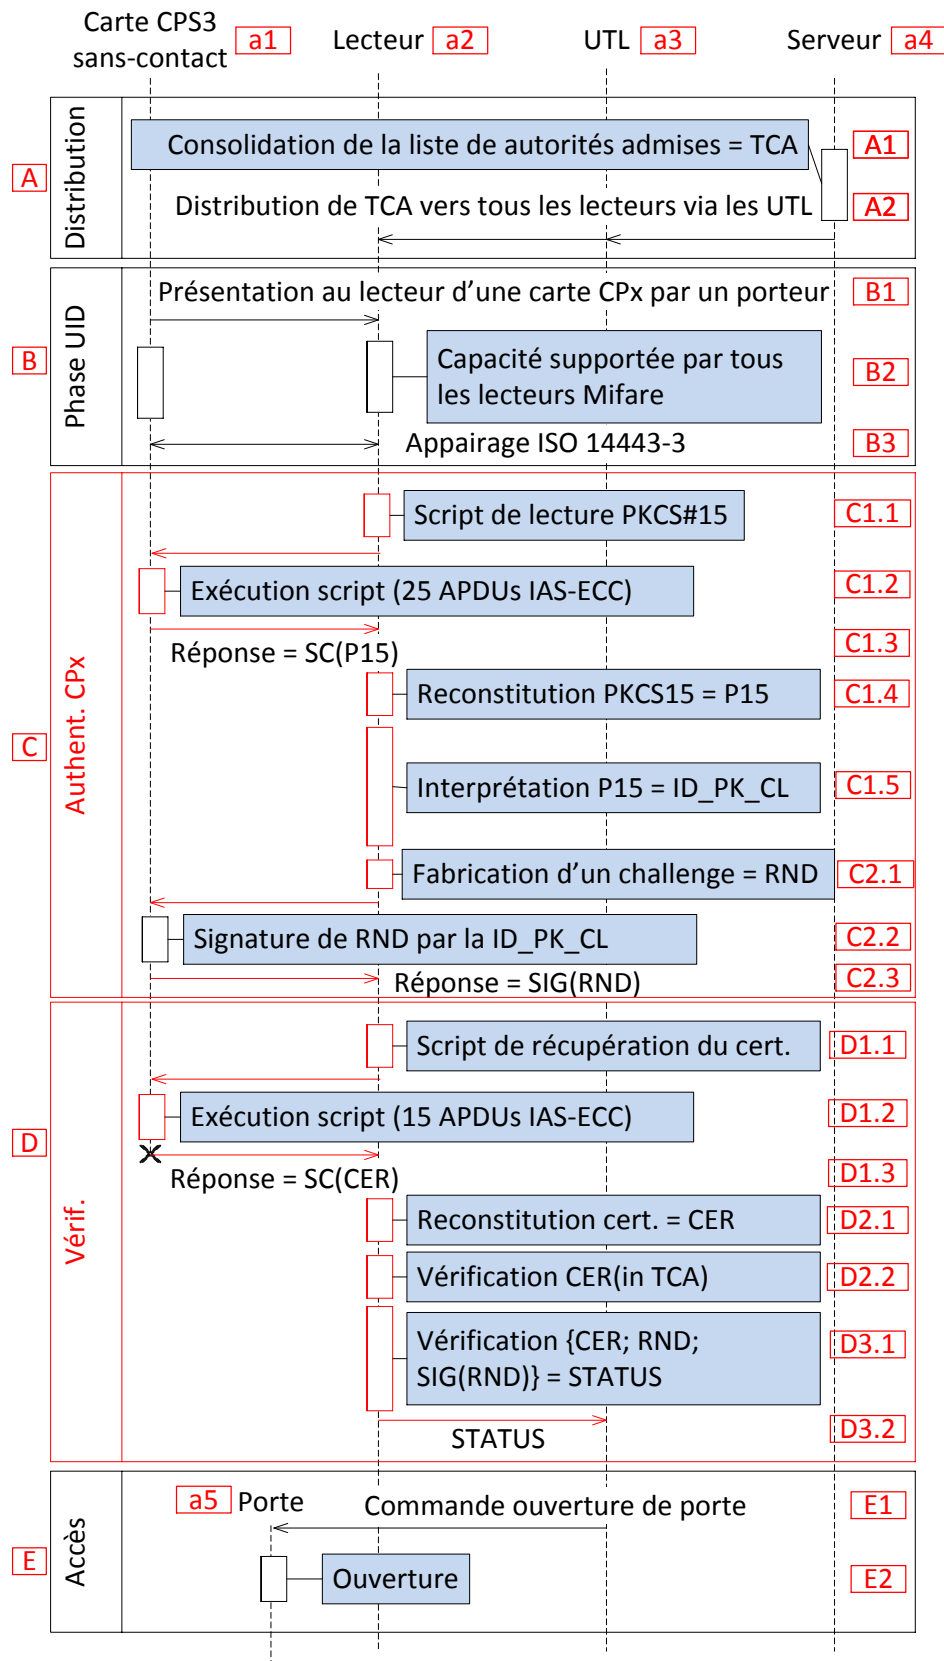 Carte CPS3
sans-contact
a1
Lecteur
a2
UTL
a3
Serveur
a4
A
Distribution
Consolidation de la liste de autorités admises = TCA
A1
Distribution de TCA vers tous les lecteurs via les UTL
A2
B
Phase UID
Présentation au lecteur d’une carte CPx par un porteur
B1
Capacité supportée par tous
les lecteurs Mifare
B2
Appairage ISO 14443-3
B3
C
Authent. CPx
Script de lecture PKCS#15
C1.1
Exécution script (25 APDUs IAS-ECC)
C1.2
Réponse = SC(P15)
C1.3
Reconstitution PKCS15 = P15
C1.4
Interprétation P15 = ID_PK_CL
C1.5
Fabrication d’un challenge = RND
C2.1
Signature de RND par la ID_PK_CL
C2.2
Réponse = SIG(RND)
C2.3
D
Vérif.
Script de récupération du cert.
D1.1
Exécution script (15 APDUs IAS-ECC)
D1.2
Réponse = SC(CER)
D1.3
Reconstitution cert. = CER
D2.1
Vérification CER(in TCA)
D2.2
Vérification {CER; RND;
SIG(RND)} = STATUS
D3.1
STATUS
D3.2
E
Accès
a5
Porte
Commande ouverture de porte
E1
Ouverture
E2